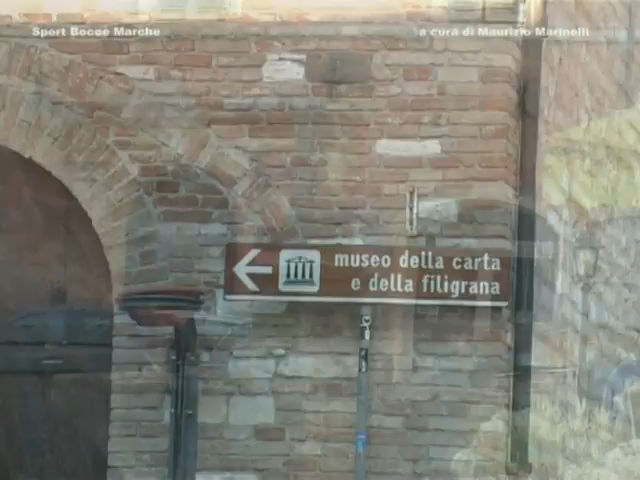 Sport Bocce Marche
a cura di Maurizio Marinelli
museo della carta
e della filigrana